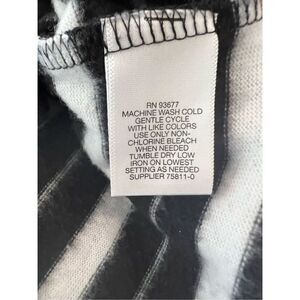 RN 93677
MACHINE WASH COLD
GENTLE CYCLE
WITH LIKE COLORS
USE ONLY NON-
CHLORINE BLEACH
WHEN NEEDED
TUMBLE DRY LOW
IRON ON LOWEST
SETTING AS NEEDED
SUPPLIER 75811-0